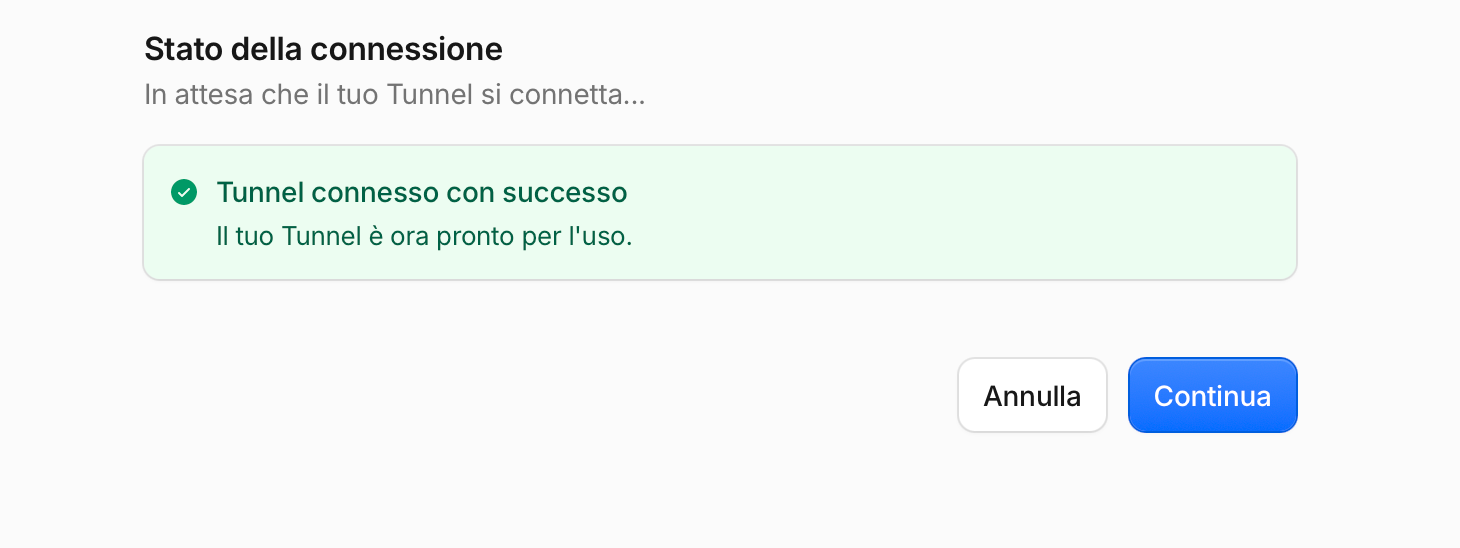 Stato della connessione
In attesa che il tuo Tunnel si connetta...
Tunnel connesso con successo
Il tuo Tunnel è ora pronto per l'uso.
Annulla
Continua